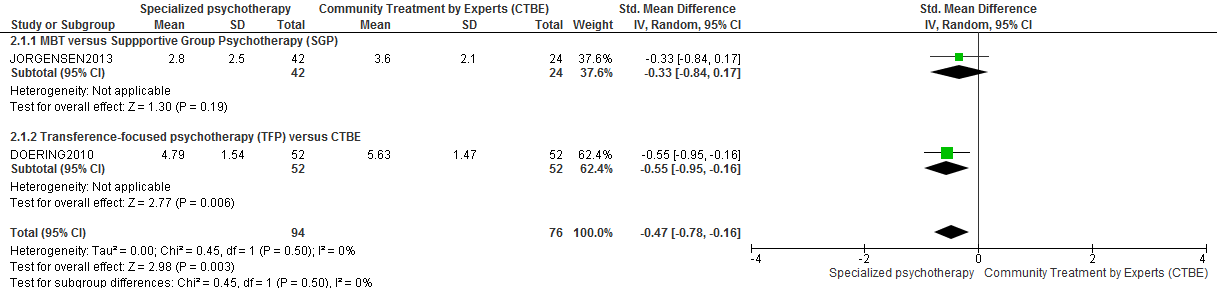 Specialized psychotherapy Community Treatment by Experts (CTBE) Std. Mean Difference Std. Mean Difference
Study or Subgroup Mean SD Total Mean SD Total Weight IV, Random, 95% CI IV, Random, 95% CI
2.1.1 MBT versus Suppportive Group Psychotherapy (SGP)
JORGENSEN2013 2.8 2.5 42 3.6 2.1 24 37.6% -0.33 [-0.84, 0.17]
Subtotal (95% CI) 42 24 37.6% -0.33 [-0.84, 0.17]
Heterogeneity: Not applicable
Test for overall effect: Z = 1.30 (P = 0.19)
2.1.2 Transference-focused psychotherapy (TFP) versus CTBE
DOERING2010 4.79 1.54 52 5.63 1.47 52 62.4% -0.55 [-0.95, -0.16]
Subtotal (95% CI) 52 52 62.4% -0.55 [-0.95, -0.16]
Heterogeneity: Not applicable
Test for overall effect: Z = 2.77 (P = 0.006)
Total (95% CI) 94 76 100.0% -0.47 [-0.78, -0.16]
Heterogeneity: Tau² = 0.00; Chi² = 0.45, df = 1 (P = 0.50); I² = 0%
Test for overall effect: Z = 2.98 (P = 0.003)
Test for subgroup differences: Chi² = 0.45, df = 1 (P = 0.50), I² = 0%
-4 -2 0 2 4
Specialized psychotherapy Community Treatment by Experts (CTBE)